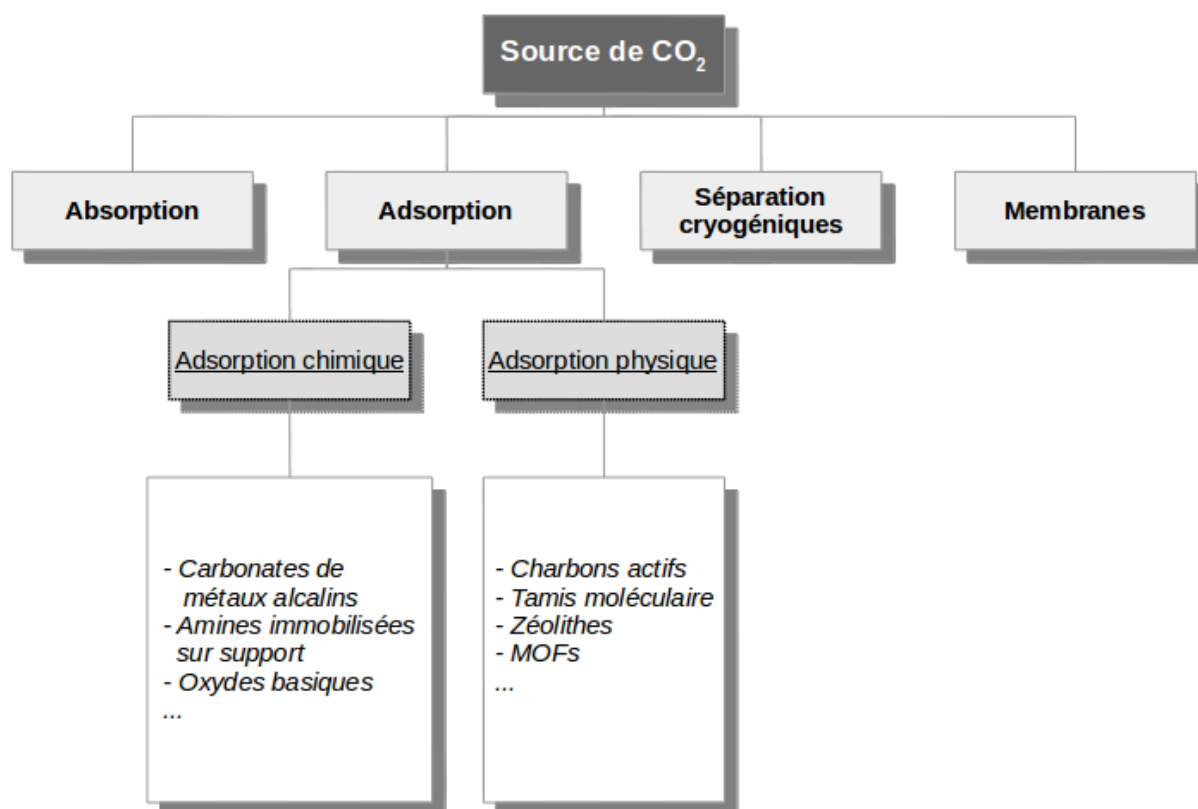 Source de CO₂
Absorption
Adsorption
Séparation
cryogéniques
Membranes
Adsorption chimique
Adsorption physique
- Carbonates de
métaux alcalins
- Amines immobilisées
sur support
- Oxydes basiques
...
- Charbons actifs
- Tamis moléculaire
- Zéolithes
- MOFs
...